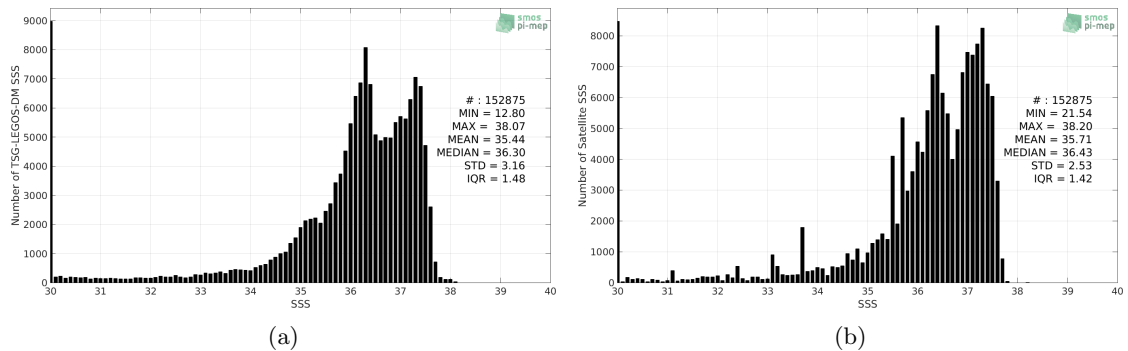 Number of TSG-LEGOS-DM SSS
9000
8000
7000
6000
5000
4000
3000
2000
1000
0
30 31 32 33 34 35 36 37 38 39 40
SSS
smos
pi-mep
# : 152875
MIN = 12.80
MAX = 38.07
MEAN = 35.44
MEDIAN = 36.30
STD = 3.16
IQR = 1.48
(a)
Number of Satellite SSS
8000
7000
6000
5000
4000
3000
2000
1000
0
30 31 32 33 34 35 36 37 38 39 40
SSS
smos
pi-mep
# : 152875
MIN = 21.54
MAX = 38.20
MEAN = 35.71
MEDIAN = 36.43
STD = 2.53
IQR = 1.42
(b)